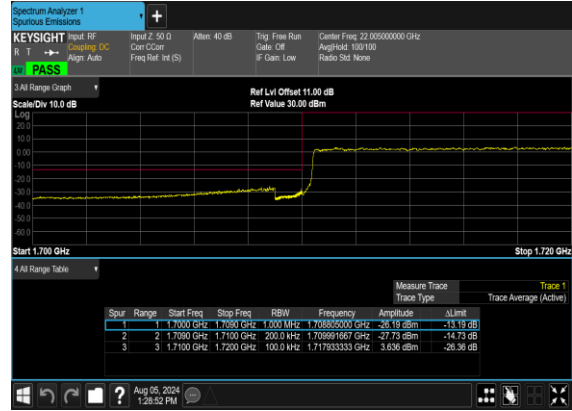 Spectrum Analyzer 1
Spurious Emissions
+
KEYSIGHT Input: RF Input Z: 50 Ω Atten: 40 dB Trig: Free Run Center Freq: 22.005000000 GHz
R T Coupling: DC Corr CCorr Gate: Off Avg|Hold: 100/100
Align: Auto Freq Ref: Int (S) IF Gain: Low Radio Std: None
PASS
3 All Range Graph
Ref Lvl Offset 11.00 dB
Scale/Div 10.0 dB Ref Value 30.00 dBm
Log
20.0
10.0
0.00
-10.0
-20.0
-30.0
-40.0
-50.0
-60.0
Start 1.700 GHz Stop 1.720 GHz
4 All Range Table
Measure Trace Trace 1
Trace Type Trace Average (Active)
Spur Range Start Freq Stop Freq RBW Frequency Amplitude ΔLimit
1 1 1.7000 GHz 1.7090 GHz 1.000 MHz 1.708805000 GHz -26.19 dBm -13.19 dB
2 2 1.7090 GHz 1.7100 GHz 200.0 kHz 1.709991667 GHz -27.73 dBm -14.73 dB
3 3 1.7100 GHz 1.7200 GHz 100.0 kHz 1.717933333 GHz 3.636 dBm -26.36 dB
?
Aug 05, 2024
1:28:52 PM